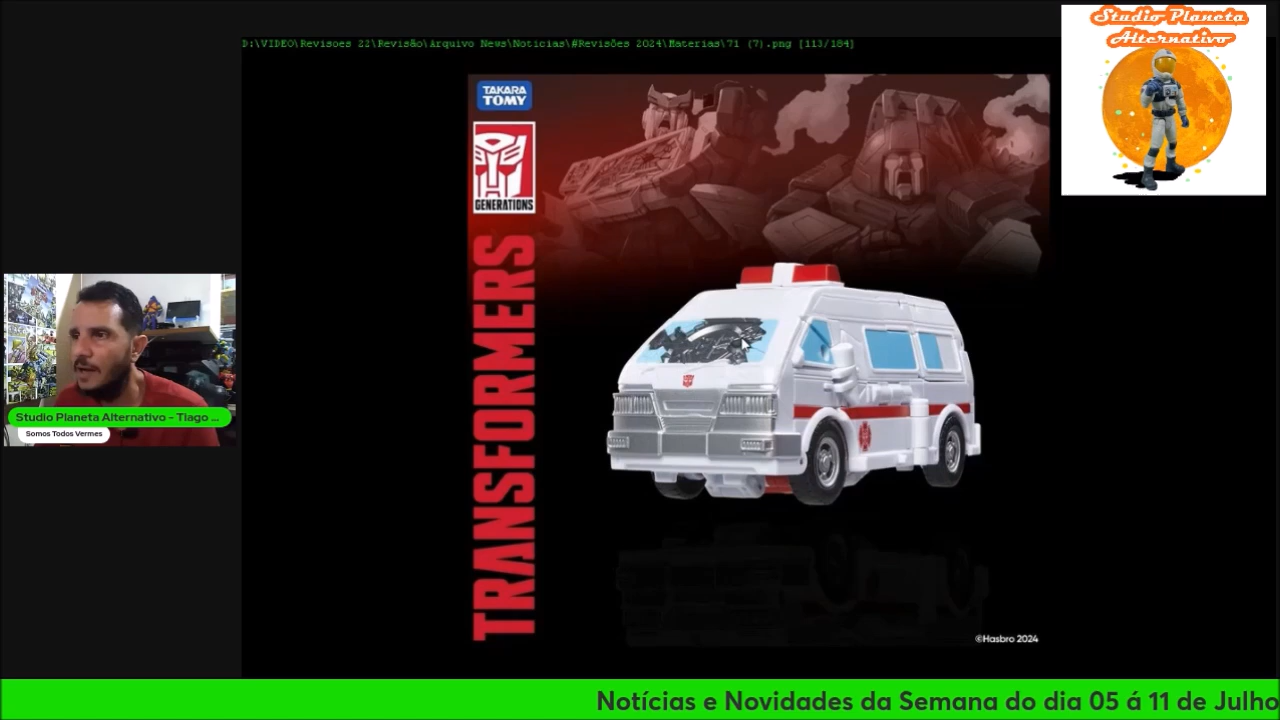 Studio Planeta
Alternativo
D:\VIDEO\Revisoes 22\Revisão\Arquivo News\Noticias\#Revisões 2024\Materias\71 (7).png [113/184]
TAKARA
TOMY
GENERATIONS
TRANSFORMERS
Studio Planeta Alternativo - Tiago ...
Somos Todos Vermes
©Hasbro 2024
Notícias e Novidades da Semana do dia 05 á 11 de Julho